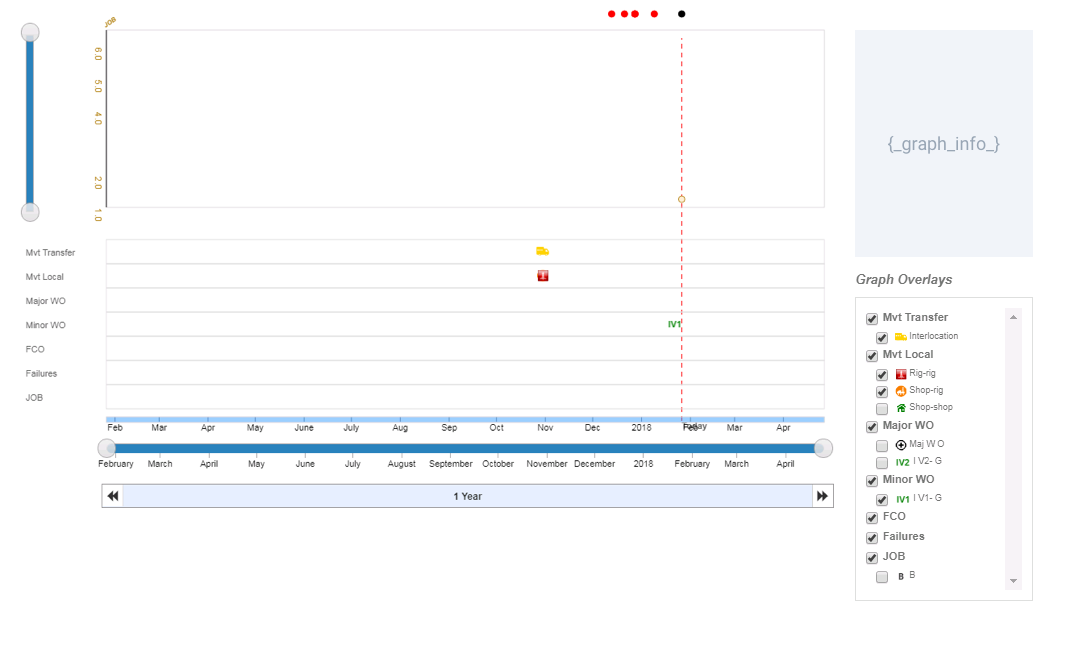 JOB
6.0
5.0
4.0
2.0
1.0
{_graph_info_}
Mvt Transfer
Mvt Local
Major WO
Minor WO
IV1
FCO
Failures
JOB
Feb Mar Apr May June July Aug Sep Oct Nov Dec 2018 Feb Mar Apr
Today
February March April May June July August September October November December 2018 February March April
1 Year
Graph Overlays
Mvt Transfer
Interlocation
Mvt Local
Rig-rig
Shop-rig
Shop-shop
Major WO
Maj W O
IV2 I V2- G
Minor WO
IV1 I V1- G
FCO
Failures
JOB
B B